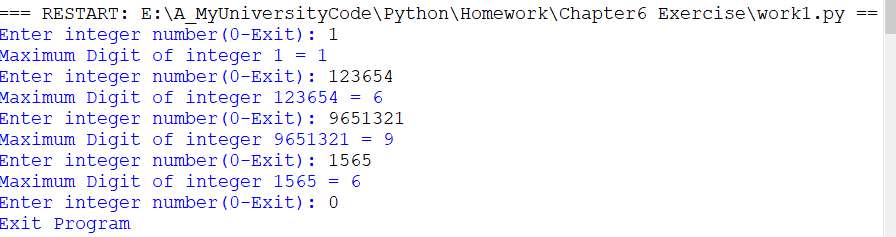 === RESTART: E:\A_MyUniversityCode\Python\Homework\Chapter6 Exercise\work1.py ==
Enter integer number(0-Exit): 1
Maximum Digit of integer 1 = 1
Enter integer number(0-Exit): 123654
Maximum Digit of integer 123654 = 6
Enter integer number(0-Exit): 9651321
Maximum Digit of integer 9651321 = 9
Enter integer number(0-Exit): 1565
Maximum Digit of integer 1565 = 6
Enter integer number(0-Exit): 0
Exit Program